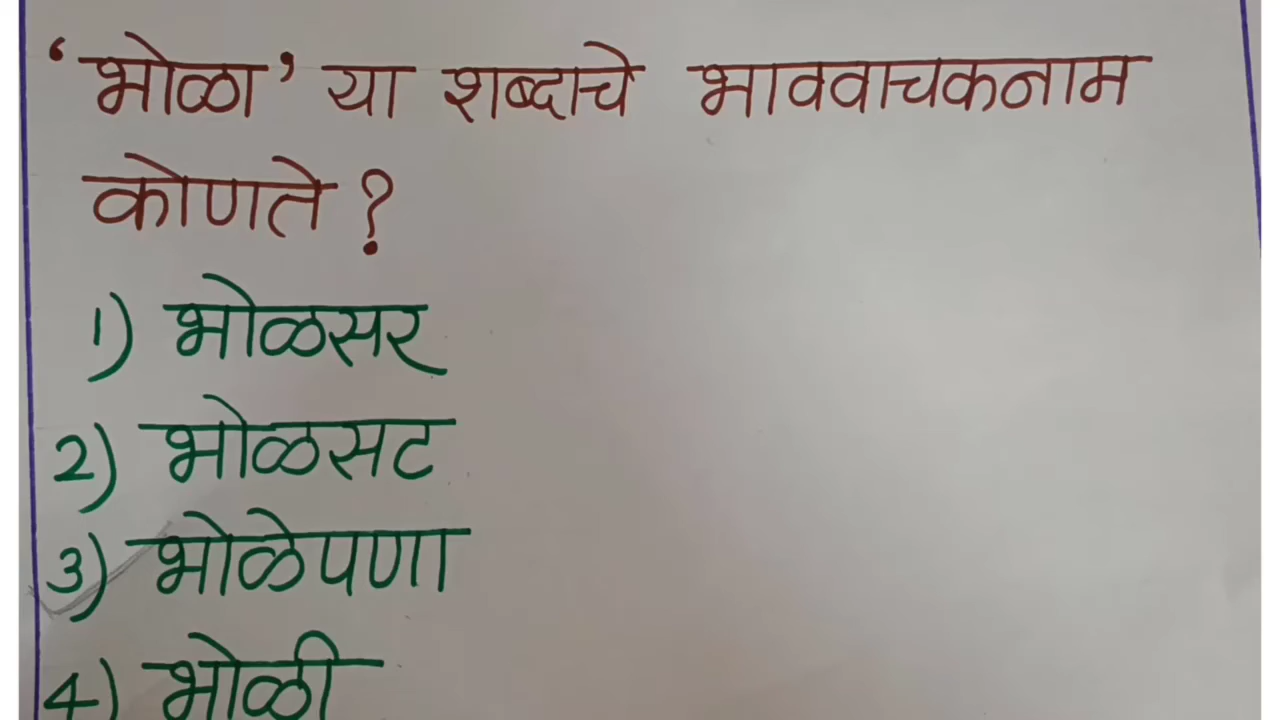 ‘भोळा’ या शब्दाचे भाववाचकनाम
कोणते ?
1) भोळसर
2) भोळसट
3) भोळेपणा
4) भोळी